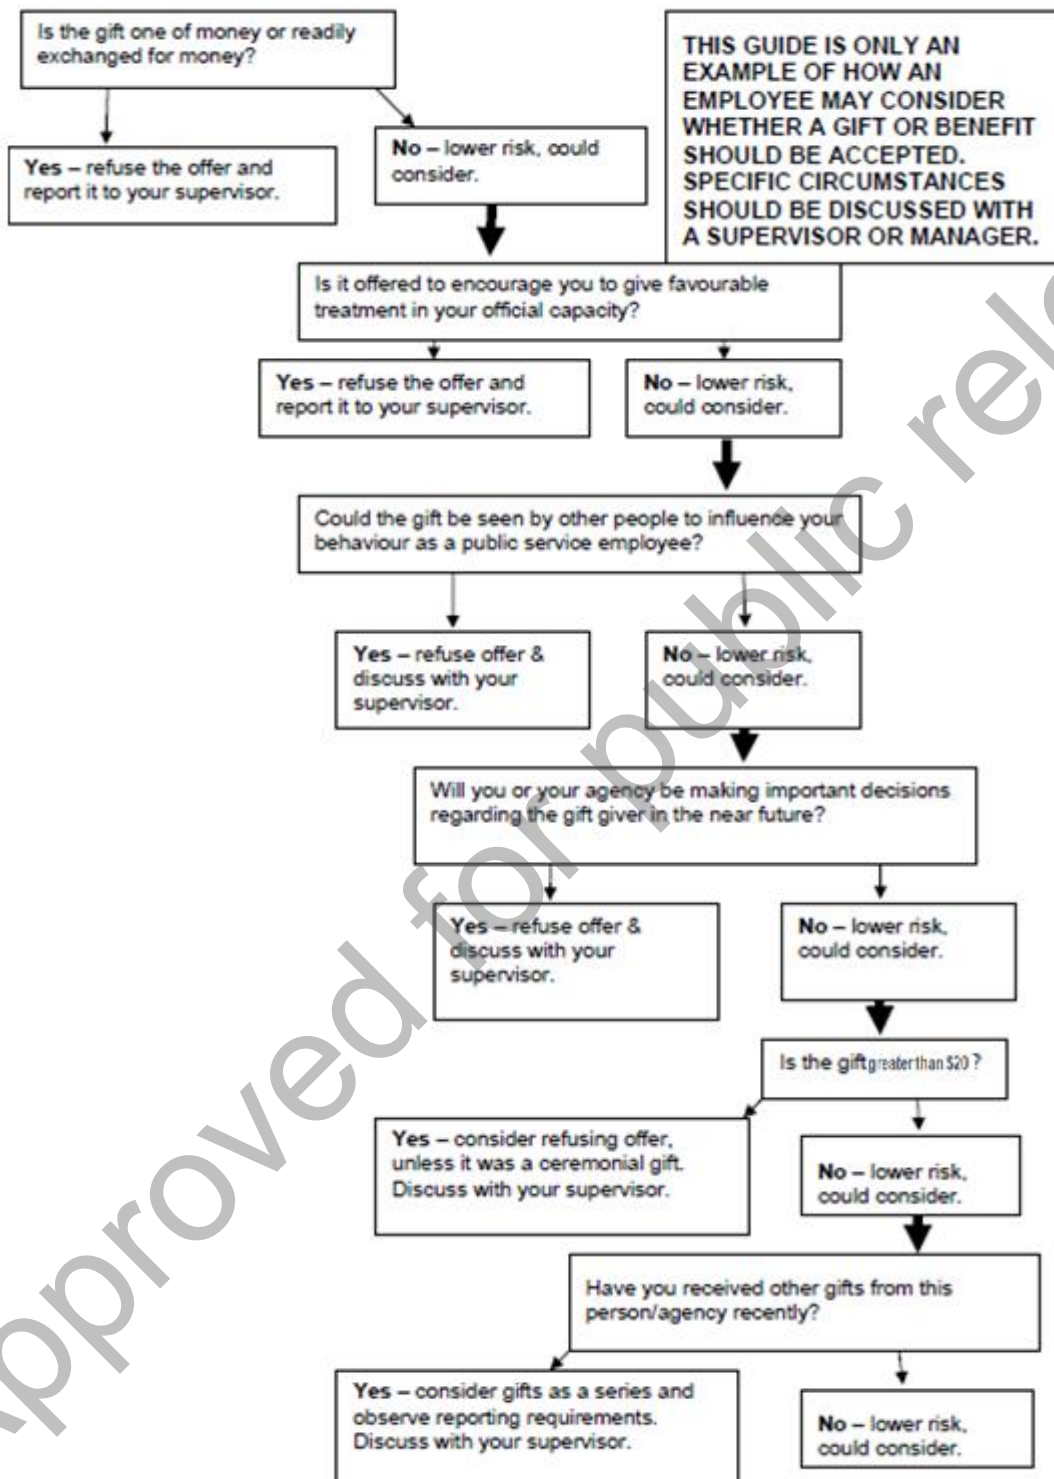 Is the gift one of money or readily
exchanged for money?
THIS GUIDE IS ONLY AN
EXAMPLE OF HOW AN
EMPLOYEE MAY CONSIDER
WHETHER A GIFT OR BENEFIT
SHOULD BE ACCEPTED.
SPECIFIC CIRCUMSTANCES
SHOULD BE DISCUSSED WITH
A SUPERVISOR OR MANAGER.
Yes – refuse the offer and
report it to your supervisor.
No – lower risk, could
consider.
Is it offered to encourage you to give favourable
treatment in your official capacity?
Yes – refuse the offer and
report it to your supervisor.
No – lower risk,
could consider.
Could the gift be seen by other people to influence your
behaviour as a public service employee?
Yes – refuse offer &
discuss with your
supervisor.
No – lower risk,
could consider.
Will you or your agency be making important decisions
regarding the gift giver in the near future?
Yes – refuse offer &
discuss with your
supervisor.
No – lower risk,
could consider.
Is the gift greater than $20 ?
Yes – consider refusing offer,
unless it was a ceremonial gift.
Discuss with your supervisor.
No – lower risk,
could consider.
Have you received other gifts from this
person/agency recently?
Yes – consider gifts as a series and
observe reporting requirements.
Discuss with your supervisor.
No – lower risk,
could consider.
approved for public rele